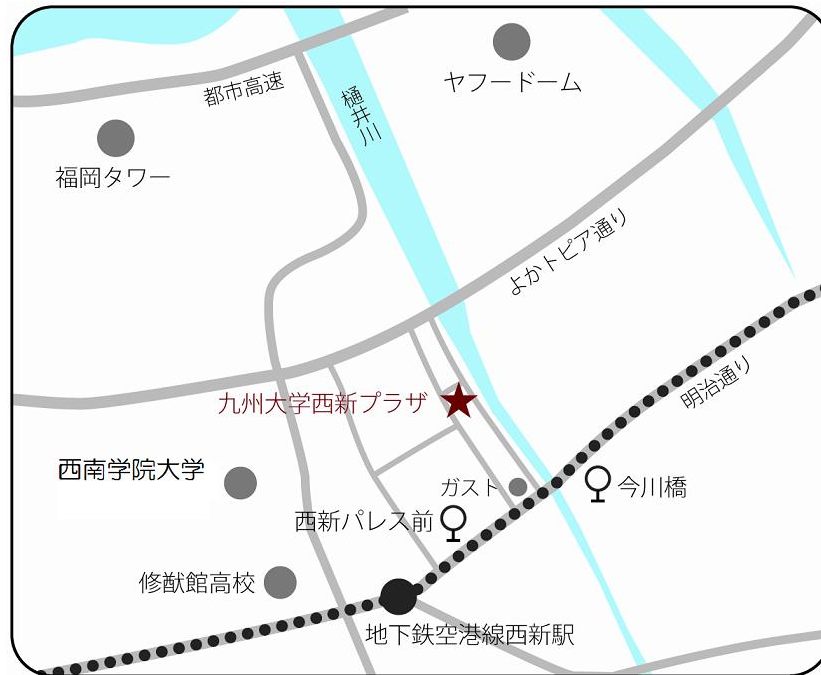 ヤフードーム
都市高速
樋井川
福岡タワー
よかトピア通り
明治通り
九州大学西新プラザ
西南学院大学
ガスト
今川橋
西新パレス前
修猷館高校
地下鉄空港線西新駅